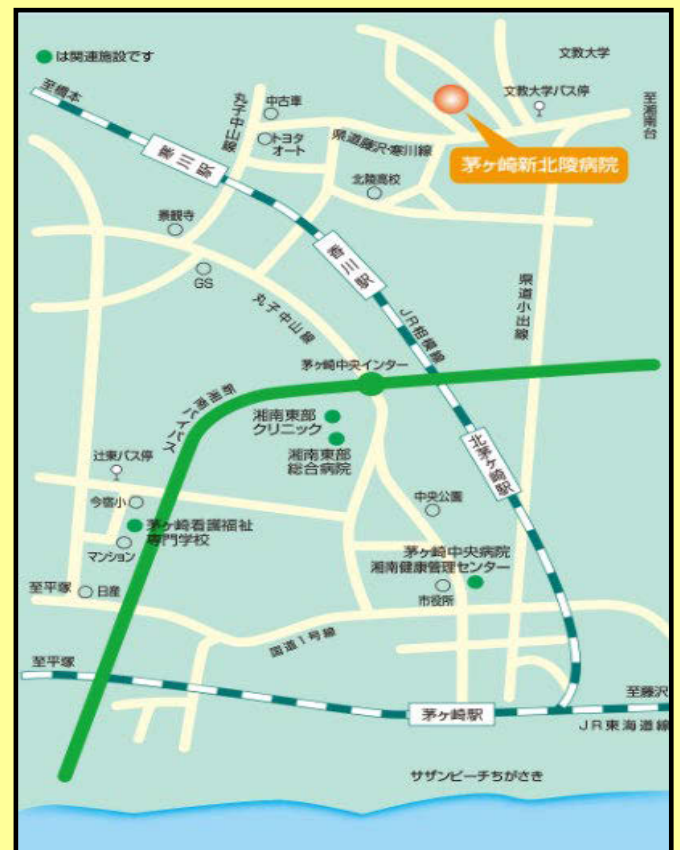 は関連施設です
文教大学
至橋本
丸子中山線
中古車
文教大学バス停
至湘南台
トヨタ
オート
県道藤沢・寒川線
茅ヶ崎新北陵病院
寒川駅
北陵高校
景観寺
香川駅
GS
県道小出線
丸子中山線
JR相模線
茅ヶ崎中央インター
新湘南バイパス
湘南東部
クリニック
湘南東部
総合病院
北茅ヶ崎駅
辻東バス停
今宿小
中央公園
茅ヶ崎看護福祉
専門学校
マンション
茅ヶ崎中央病院
湘南健康管理センター
至平塚
日産
市役所
国道1号線
至平塚
至藤沢
茅ヶ崎駅
JR東海道線
サザンビーチちがさき